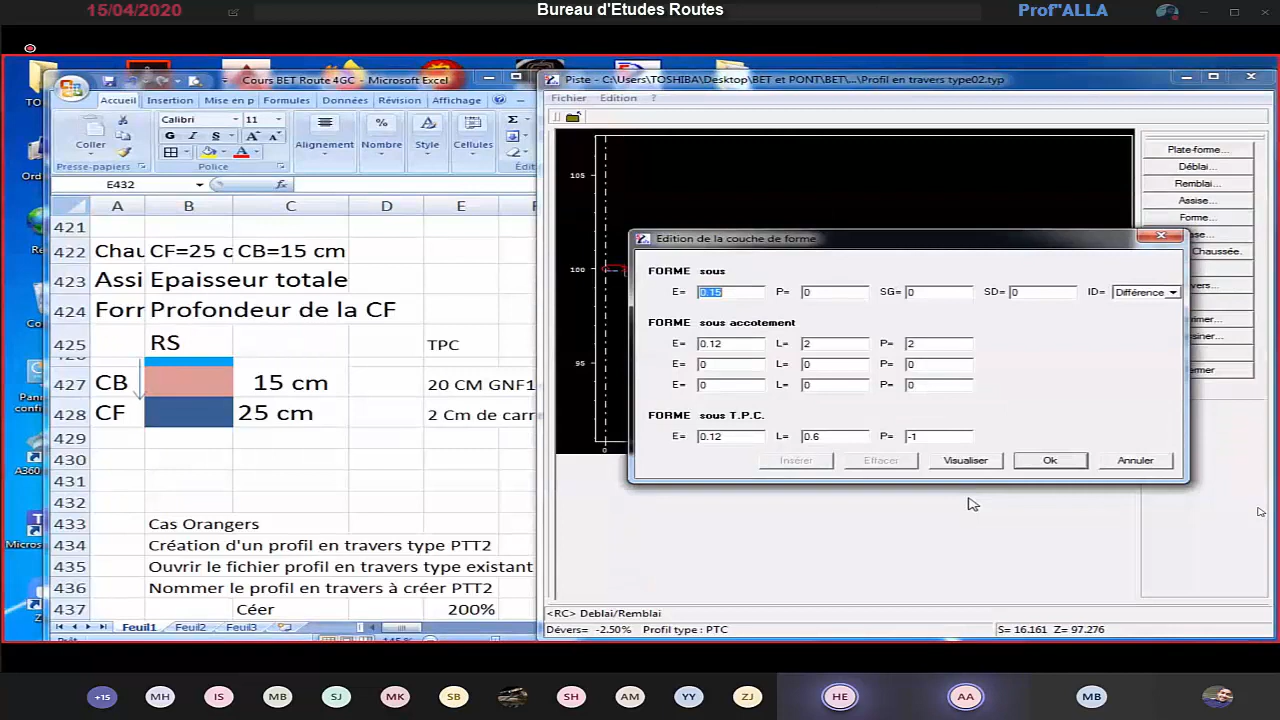 15/04/2020
Bureau d'Etudes Routes
Prof"ALLA
Cours BET Route 4GC - Microsoft Excel
Accueil Insertion Mise en p Formules Données Révision Affichage
Coller
Calibri 11
G I S
Alignement
Nombre
Style
Cellules
Presse-papiers
Police
E432
fx
A B C D E
421
422 Chau CF=25 c CB=15 cm
423 Assi Epaisseur totale
424 Forn Profondeur de la CF
425 RS TPC
427 CB 15 cm 20 CM GNF1
428 CF 25 cm 2 Cm de carr
429
430
431
432
433 Cas Orangers
434 Création d'un profil en travers type PTT2
435 Ouvrir le fichier profil en travers type existant
436 Nommer le profil en travers à créer PTT2
437 Céer 200%
Feuil1 Feuil2 Feuil3
Piste - C:\Users\TOSHIBA\Desktop\BET et PONT\BET\...\Profil en travers type02.typ
Fichier Edition ?
105
100
95
0
Plate-forme...
Déblai...
Remblai...
Assise...
Forme...
Chaussée.
Edition de la couche de forme
FORME sous
E= 0.15 P= 0 SG= 0 SD= 0 ID= Différence
FORME sous accotement
E= 0.12 L= 2 P= 2
E= 0 L= 0 P= 0
E= 0 L= 0 P= 0
FORME sous T.P.C.
E= 0.12 L= 0.6 P= -1
Insérer Effacer Visualiser Ok Annuler
<RC> Deblai/Remblai
Dévers= -2.50% Profil type : PTC
S= 16.161 Z= 97.276
+15 MH IS MB SJ MK SB SH AM YY ZJ HE AA MB